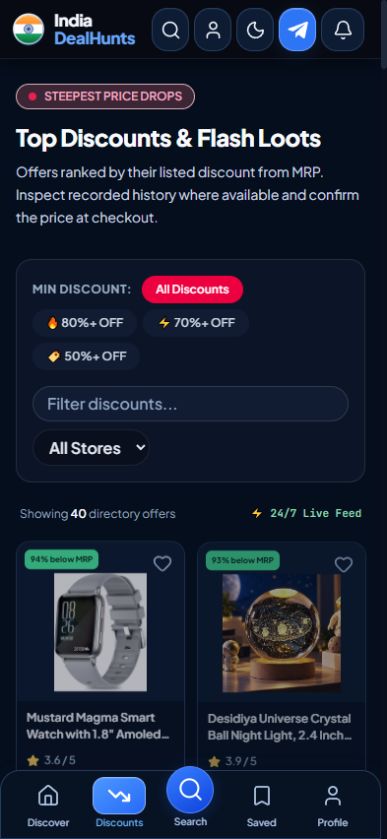 India
DealHunts
STEEPEST PRICE DROPS
Top Discounts & Flash Loots
Offers ranked by their listed discount from MRP.
Inspect recorded history where available and confirm
the price at checkout.
MIN DISCOUNT: All Discounts
80%+ OFF 70%+ OFF
50%+ OFF
Filter discounts...
All Stores
Showing 40 directory offers 24/7 Live Feed
94% below MRP 93% below MRP
Mustard Magma Smart
Watch with 1.8" Amoled...
3.6/5
Desidiya Universe Crystal
Ball Night Light, 2.4 Inch...
3.9/5
Discover Discounts Search Saved Profile